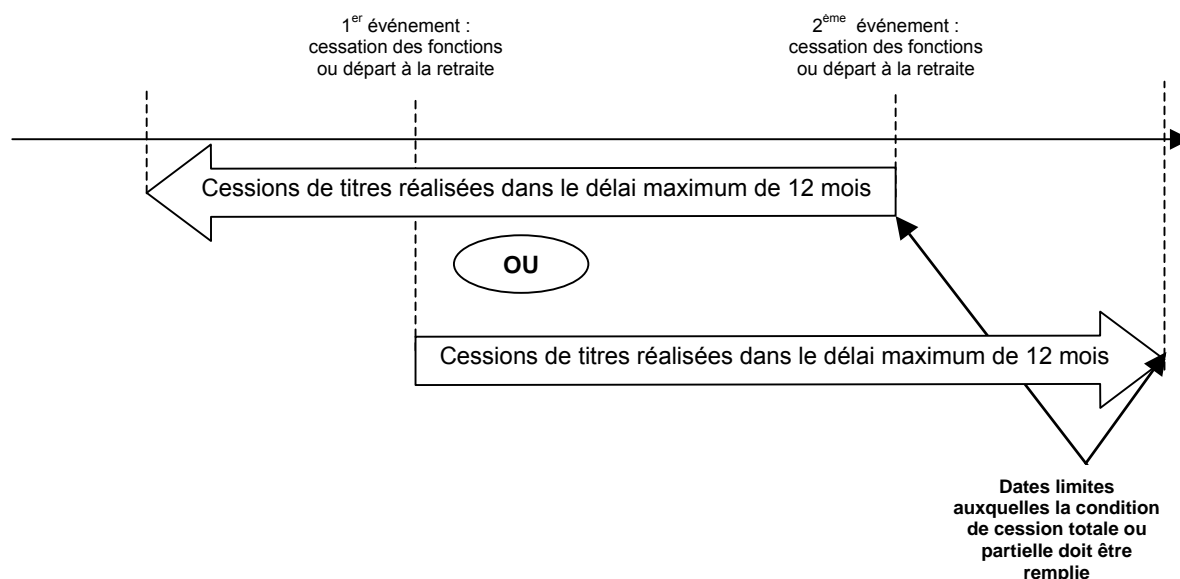 1er événement :
cessation des fonctions
ou départ à la retraite
2ème événement :
cessation des fonctions
ou départ à la retraite
Cessions de titres réalisées dans le délai maximum de 12 mois
OU
Cessions de titres réalisées dans le délai maximum de 12 mois
Dates limites
auxquelles la condition
de cession totale ou
partielle doit être
remplie